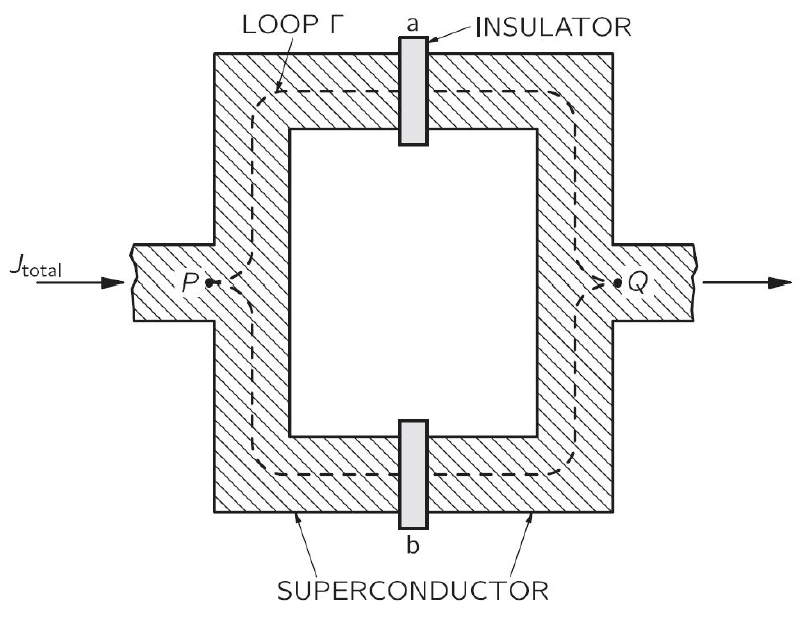 LOOP Γ
a
INSULATOR
J_total
P
Q
b
SUPERCONDUCTOR